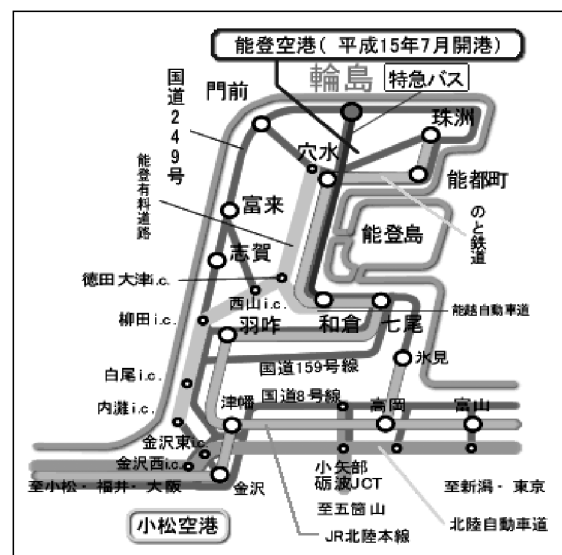 能登空港( 平成15年7月開港)
輪島
特急バス
国道249号
門前
珠洲
穴水
能登有料道路
能都町
富来
のと鉄道
能登島
志賀
徳田大津i.c.
西山i.c.
能越自動車道
柳田i.c.
羽咋
和倉
七尾
氷見
国道159号線
白尾i.c.
国道8号線
内灘i.c.
津幡
高岡
富山
金沢東i.c.
金沢西i.c.
小矢部
砺波JCT
至小松・福井・大阪
金沢
至新潟・東京
至五箇山
小松空港
JR北陸本線
北陸自動車道